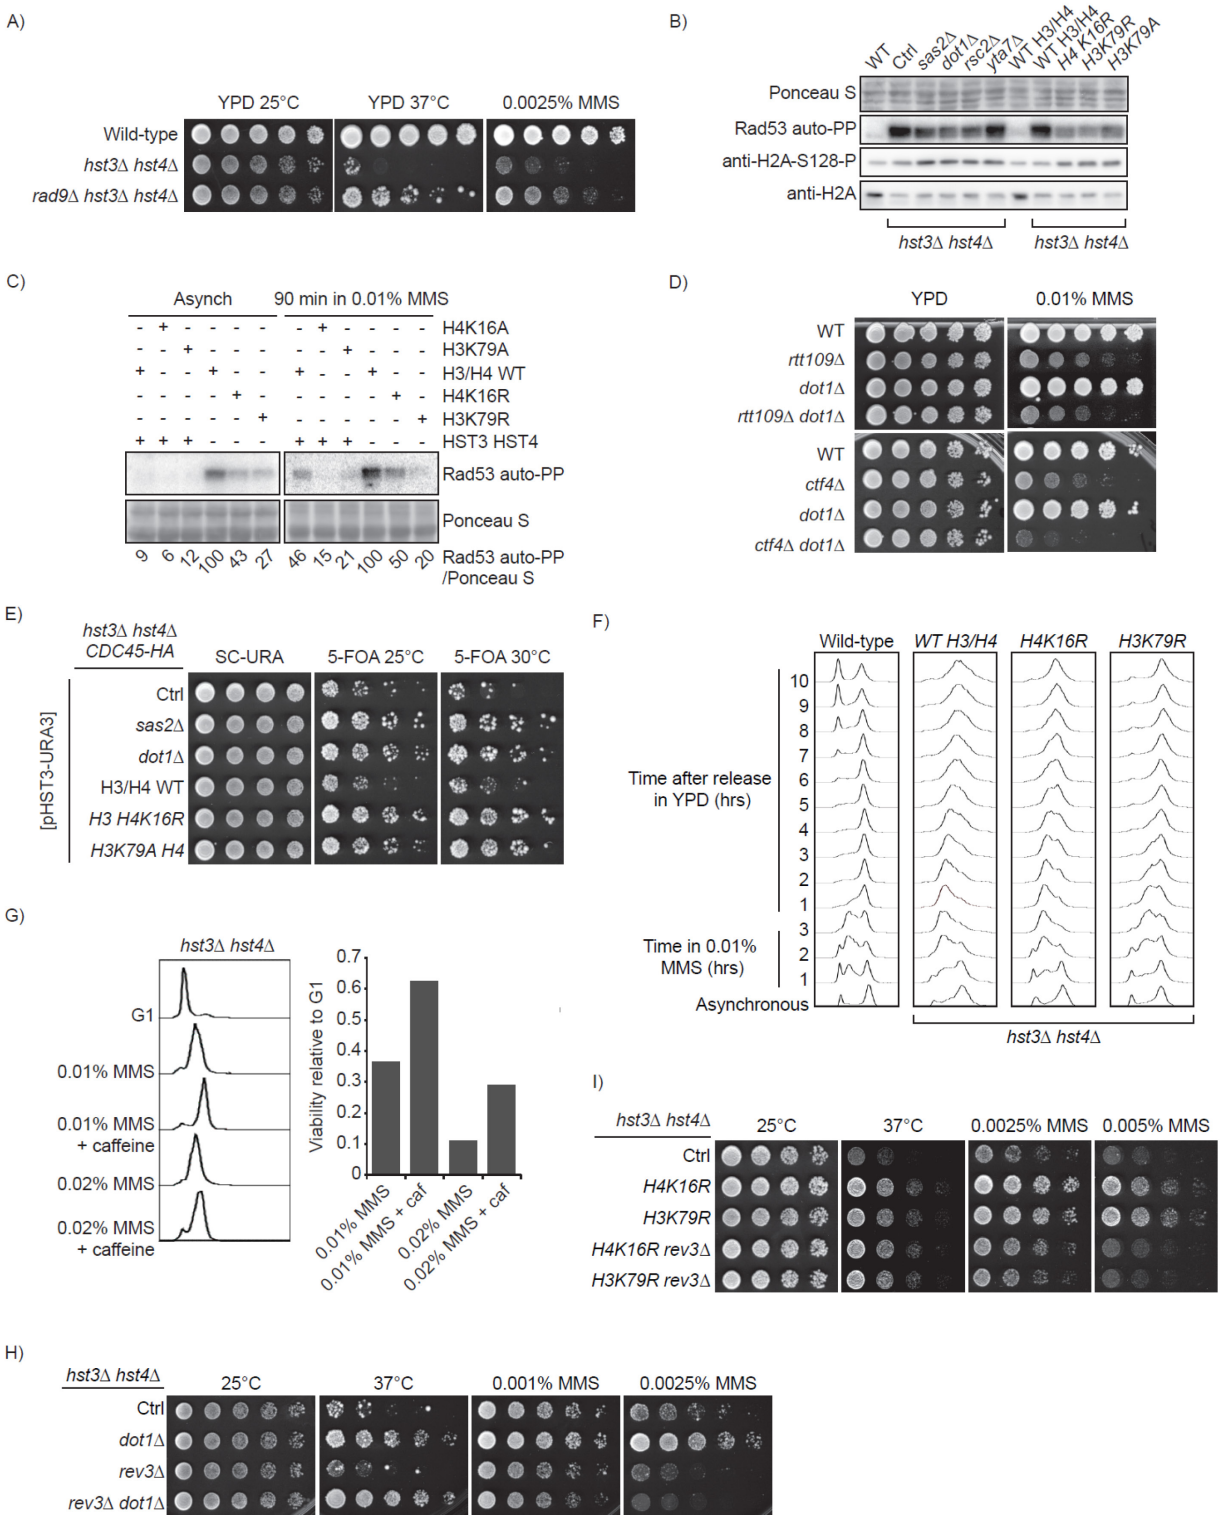 A)
YPD 25°C YPD 37°C 0.0025% MMS
Wild-type
hst3Δ hst4Δ
rad9Δ hst3Δ hst4Δ
B)
WT Ctrl sas2Δ dot1Δ rsc2Δ yta7Δ WT H3/H4 WT H3/H4 H4 K16R H3K79R H3K79A
Ponceau S
Rad53 auto-PP
anti-H2A-S128-P
anti-H2A
hst3Δ hst4Δ hst3Δ hst4Δ
C)
Asynch 90 min in 0.01% MMS
- + - - - - - + - - - - H4K16A
- - + - - - - - + - - - H3K79A
+ - - + - - + - - + - - H3/H4 WT
- - - - + - - - - - + - H4K16R
- - - - - + - - - - - + H3K79R
+ + + - - - + + + - - - HST3 HST4
Rad53 auto-PP
Ponceau S
9 6 12 100 43 27 46 15 21 100 50 20 Rad53 auto-PP
/Ponceau S
D)
YPD 0.01% MMS
WT
rtt109Δ
dot1Δ
rtt109Δ dot1Δ
WT
ctf4Δ
dot1Δ
ctf4Δ dot1Δ
E)
hst3Δ hst4Δ
CDC45-HA
SC-URA 5-FOA 25°C 5-FOA 30°C
[pHST3-URA3]
Ctrl
sas2Δ
dot1Δ
H3/H4 WT
H3 H4K16R
H3K79A H4
F)
Wild-type WT H3/H4 H4K16R H3K79R
Time after release
in YPD (hrs)
10
9
8
7
6
5
4
3
2
1
Time in 0.01%
MMS (hrs)
3
2
1
Asynchronous
hst3Δ hst4Δ
G)
hst3Δ hst4Δ
G1
0.01% MMS
0.01% MMS
+ caffeine
0.02% MMS
0.02% MMS
+ caffeine
Viability relative to G1
0.7
0.6
0.5
0.4
0.3
0.2
0.1
0
0.01% MMS
0.01% MMS + caf
0.02% MMS
0.02% MMS + caf
I)
hst3Δ hst4Δ 25°C 37°C 0.0025% MMS 0.005% MMS
Ctrl
H4K16R
H3K79R
H4K16R rev3Δ
H3K79R rev3Δ
H)
hst3Δ hst4Δ 25°C 37°C 0.001% MMS 0.0025% MMS
Ctrl
dot1Δ
rev3Δ
rev3Δ dot1Δ